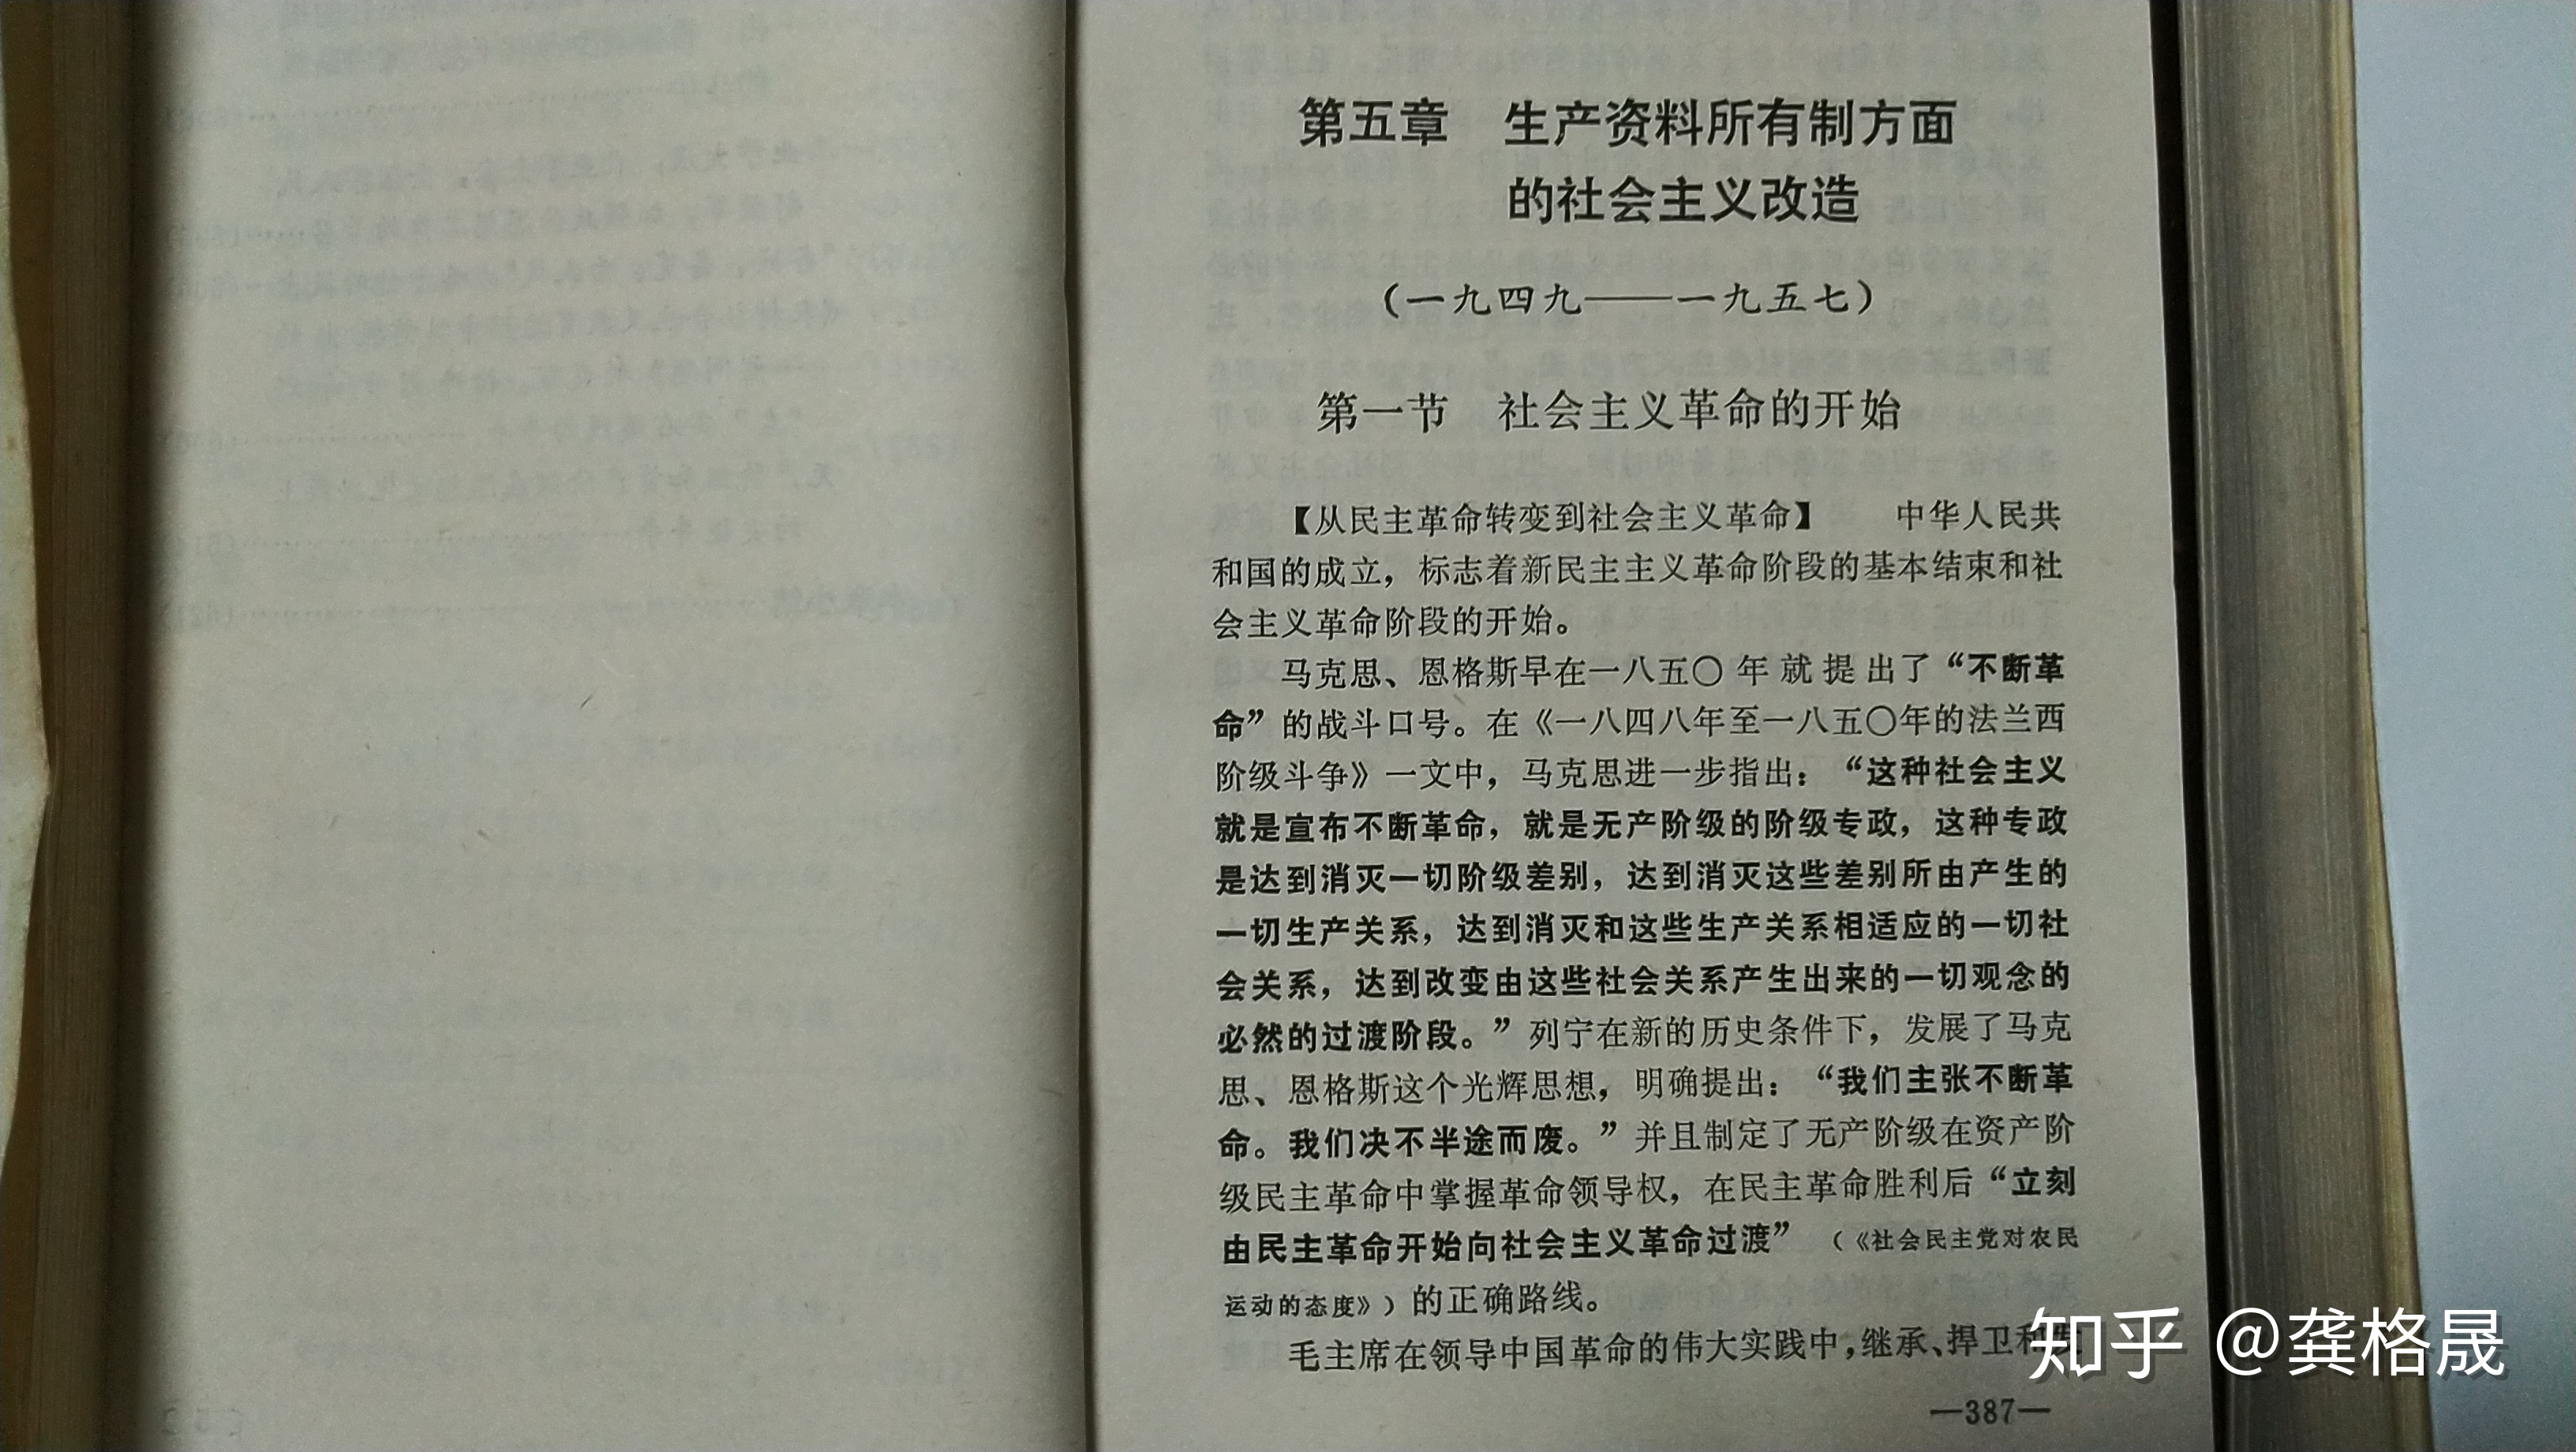 第五章　生产资料所有制方面
的社会主义改造
（一九四九——一九五七）
第一节　社会主义革命的开始
【从民主革命转变到社会主义革命】　中华人民共
和国的成立，标志着新民主主义革命阶段的基本结束和社
会主义革命阶段的开始。
马克思、恩格斯早在一八五〇年就提出了“不断革
命”的战斗口号。在《一八四八年至一八五〇年的法兰西
阶级斗争》一文中，马克思进一步指出：“这种社会主义
就是宣布不断革命，就是无产阶级的阶级专政，这种专政
是达到消灭一切阶级差别，达到消灭这些差别所由产生的
一切生产关系，达到消灭和这些生产关系相适应的一切社
会关系，达到改变由这些社会关系产生出来的一切观念的
必然的过渡阶段。”列宁在新的历史条件下，发展了马克
思、恩格斯这个光辉思想，明确提出：“我们主张不断革
命。我们决不半途而废。”并且制定了无产阶级在资产阶
级民主革命中掌握革命领导权，在民主革命胜利后“立刻
由民主革命开始向社会主义革命过渡”（《社会民主党对农民
运动的态度》）的正确路线。
毛主席在领导中国革命的伟大实践中，继承、捍卫和发
—387—
知乎 @龚格晟